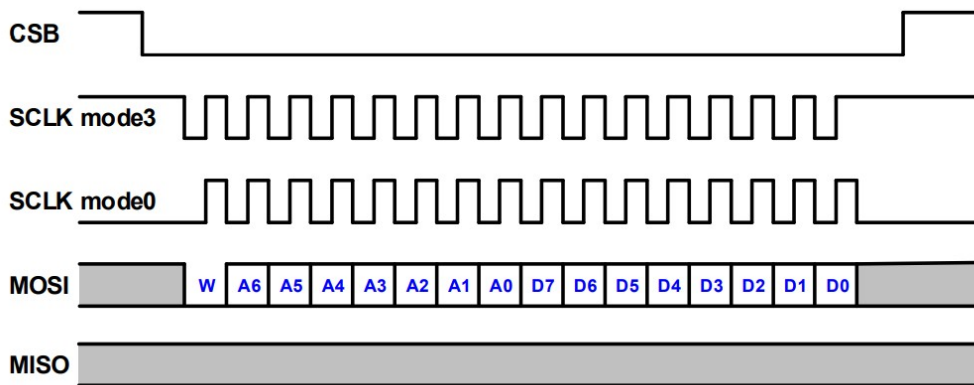 CSB
SCLK mode3
SCLK mode0
MOSI W A6 A5 A4 A3 A2 A1 A0 D7 D6 D5 D4 D3 D2 D1 D0
MISO